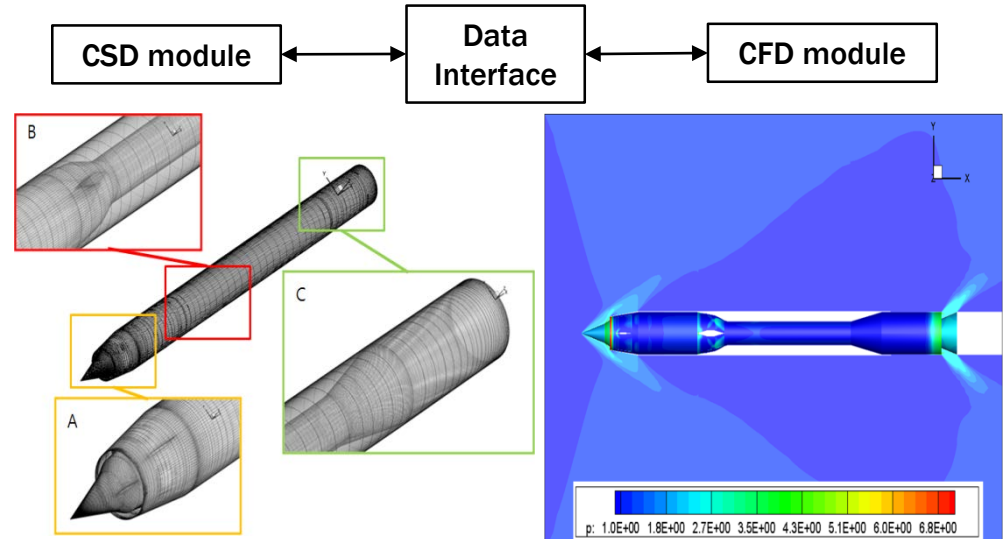 CSD module
Data
Interface
CFD module
B
Y
C
A
Y
Z
X
p: 1.0E+00 1.8E+00 2.7E+00 3.5E+00 4.3E+00 5.1E+00 6.0E+00 6.8E+00